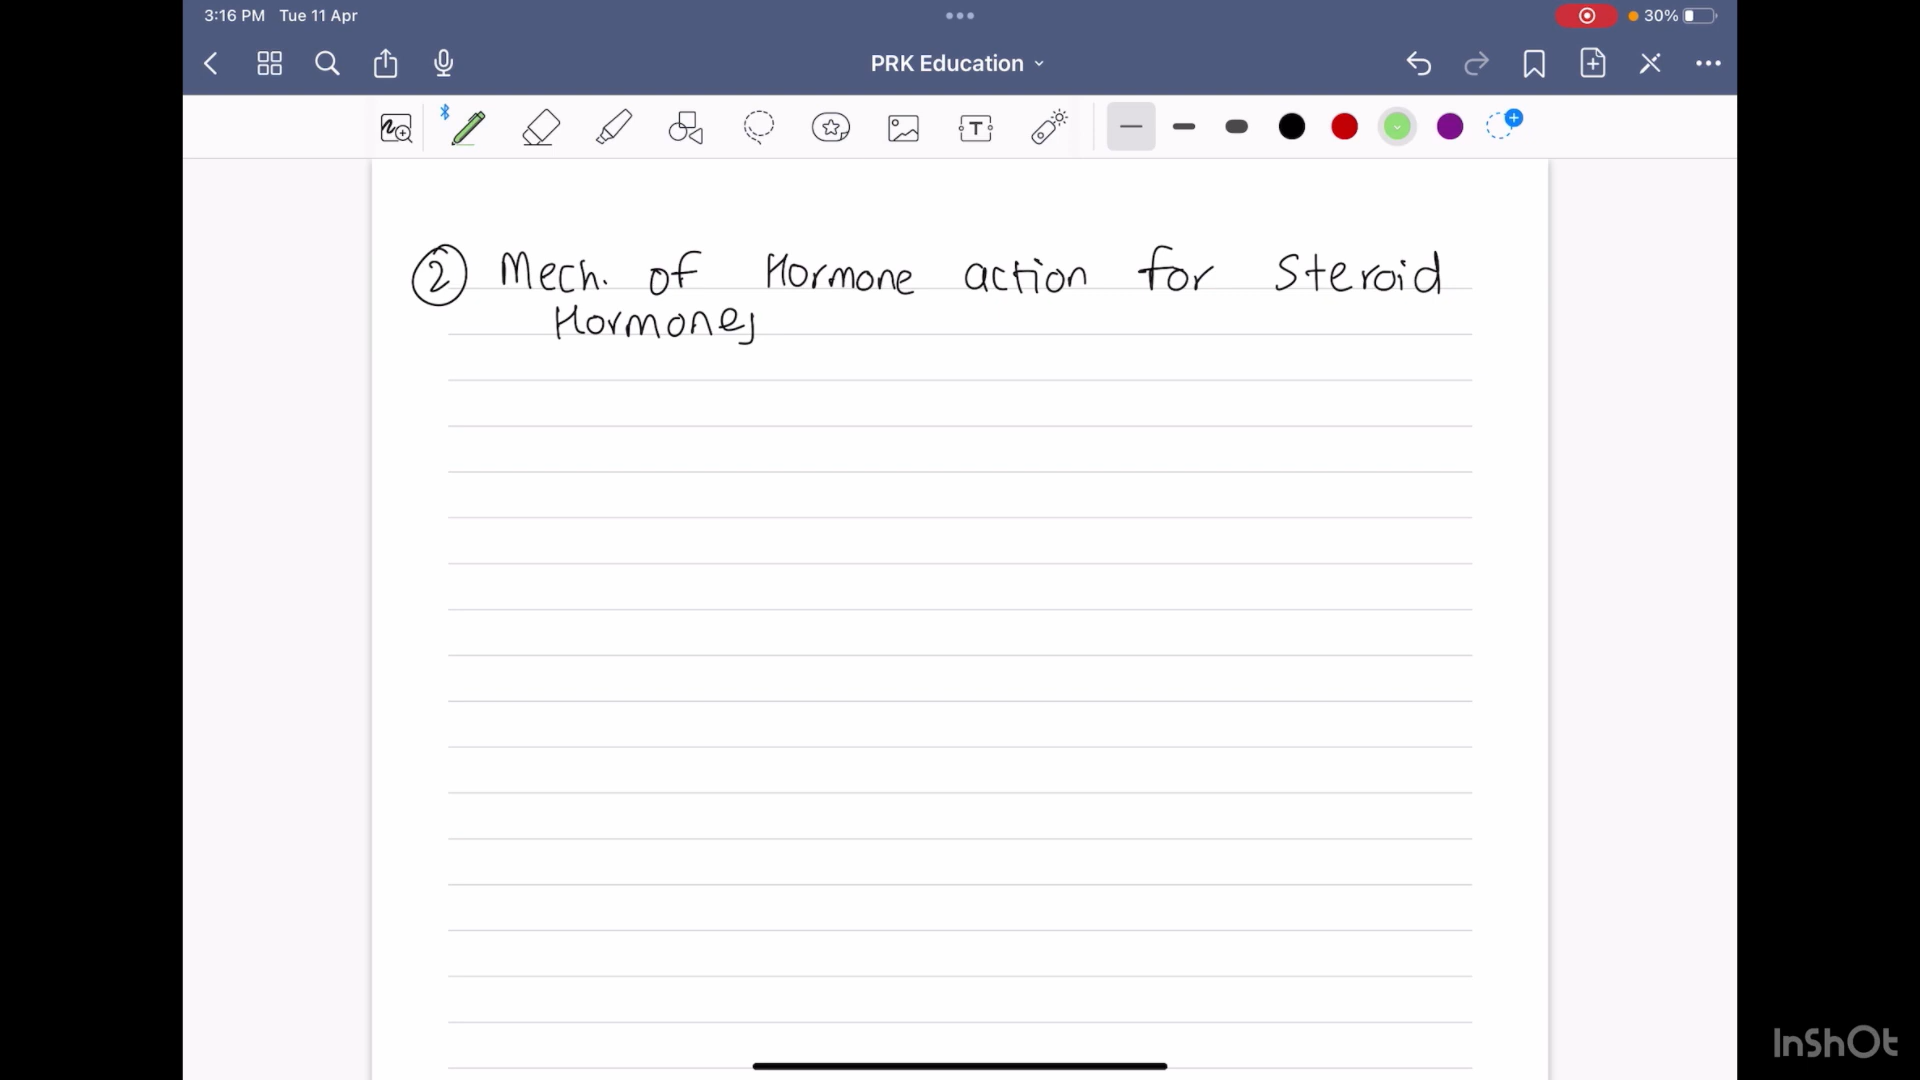 3:16 PM Tue 11 Apr
30%
PRK Education
T
② Mech. of Hormone action for Steroid
Hormones
InShOt